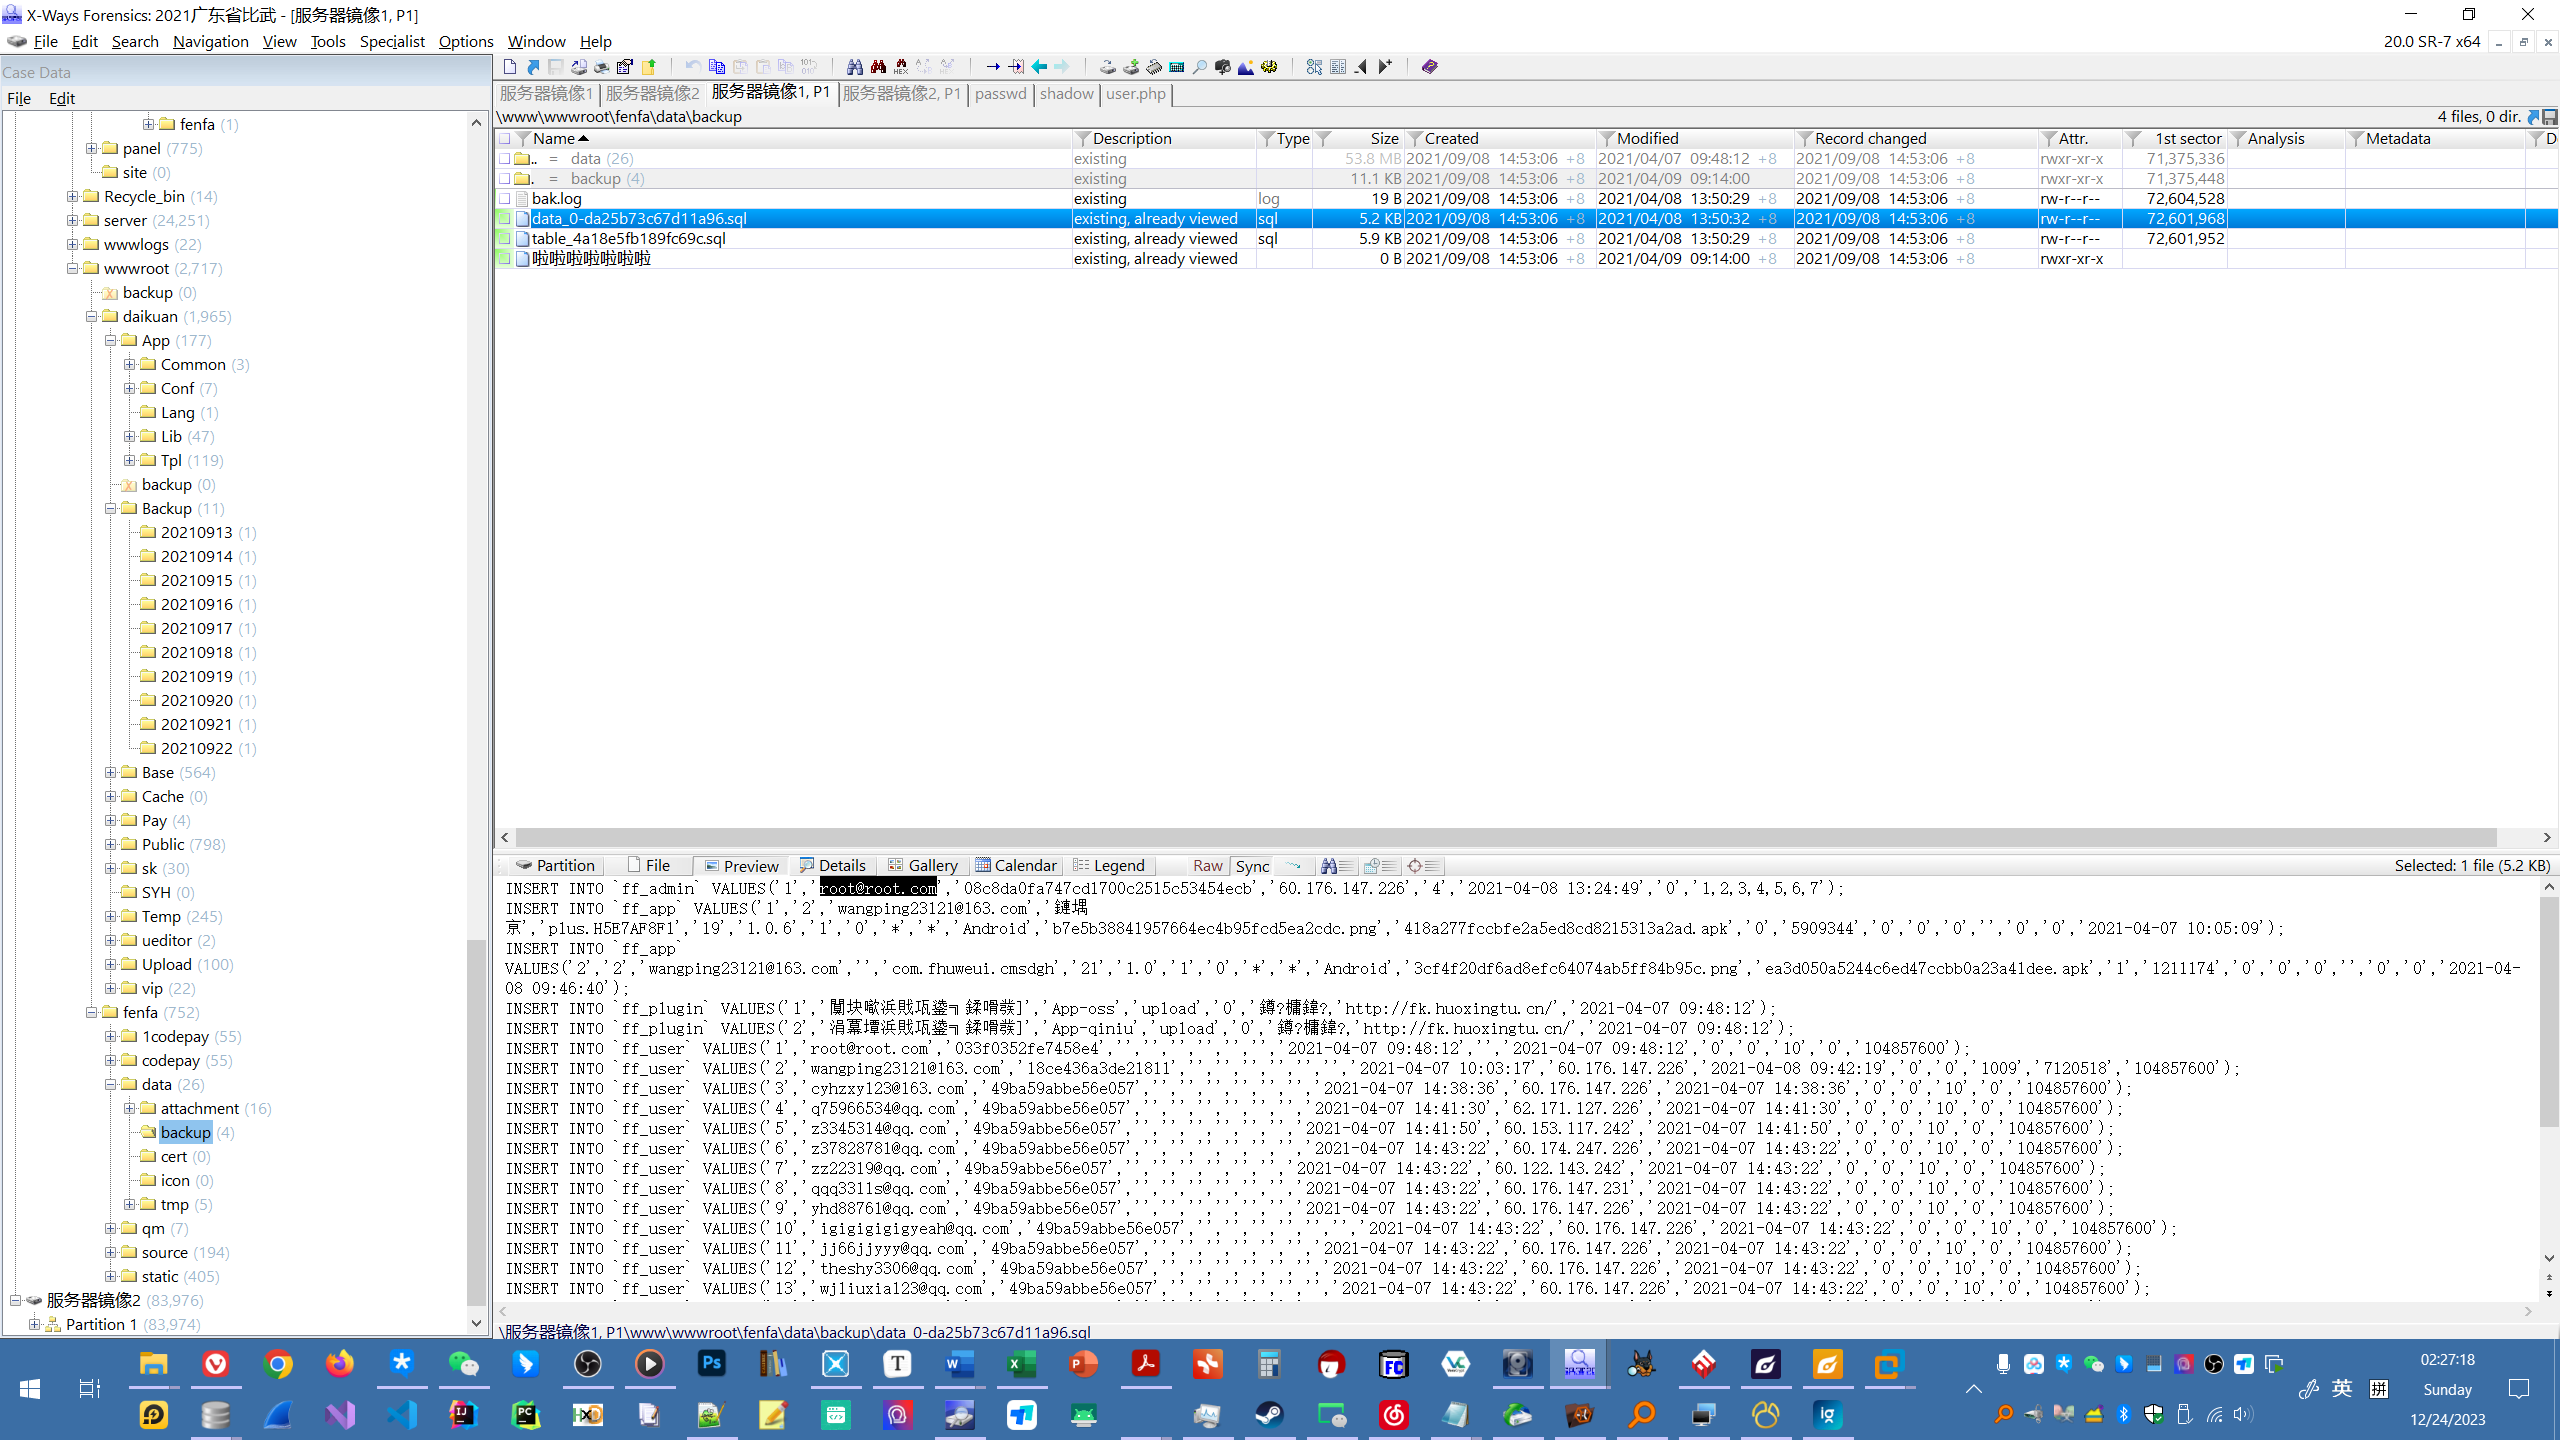 X-Ways Forensics: 2021广东省比武 - [服务器镜像1, P1]
File Edit Search Navigation View Tools Specialist Options Window Help
20.0 SR-7 x64
Case Data
File Edit
fenfa (1)
panel (775)
site (0)
Recycle_bin (14)
server (24,251)
wwwlogs (22)
wwwroot (2,717)
backup (0)
daikuan (1,965)
App (177)
Common (3)
Conf (7)
Lang (1)
Lib (47)
Tpl (119)
backup (0)
Backup (11)
20210913 (1)
20210914 (1)
20210915 (1)
20210916 (1)
20210917 (1)
20210918 (1)
20210919 (1)
20210920 (1)
20210921 (1)
20210922 (1)
Base (564)
Cache (0)
Pay (4)
Public (798)
sk (30)
SYH (0)
Temp (245)
ueditor (2)
Upload (100)
vip (22)
fenfa (752)
1codepay (55)
codepay (55)
data (26)
attachment (16)
backup (4)
cert (0)
icon (0)
tmp (5)
qm (7)
source (194)
static (405)
服务器镜像2 (83,976)
Partition 1 (83,974)
服务器镜像1 服务器镜像2 服务器镜像1, P1 服务器镜像2, P1 passwd shadow user.php
\www\wwwroot\fenfa\data\backup
4 files, 0 dir.
Name Description Type Size Created Modified Record changed Attr. 1st sector Analysis Metadata D
.. = data (26) existing 53.8 MB 2021/09/08 14:53:06 +8 2021/04/07 09:48:12 +8 2021/09/08 14:53:06 +8 rwxr-xr-x 71,375,336
. = backup (4) existing 11.1 KB 2021/09/08 14:53:06 +8 2021/04/09 09:14:00 2021/09/08 14:53:06 +8 rwxr-xr-x 71,375,448
bak.log existing log 19 B 2021/09/08 14:53:06 +8 2021/04/08 13:50:29 +8 2021/09/08 14:53:06 +8 rw-r--r-- 72,604,528
data_0-da25b73c67d11a96.sql existing, already viewed sql 5.2 KB 2021/09/08 14:53:06 +8 2021/04/08 13:50:32 +8 2021/09/08 14:53:06 +8 rw-r--r-- 72,601,968
table_4a18e5fb189fc69c.sql existing, already viewed sql 5.9 KB 2021/09/08 14:53:06 +8 2021/04/08 13:50:29 +8 2021/09/08 14:53:06 +8 rw-r--r-- 72,601,952
啦啦啦啦啦啦啦 existing, already viewed 0 B 2021/09/08 14:53:06 +8 2021/04/09 09:14:00 +8 2021/09/08 14:53:06 +8 rwxr-xr-x
Partition File Preview Details Gallery Calendar Legend Raw Sync
Selected: 1 file (5.2 KB)
INSERT INTO `ff_admin` VALUES('1','root@root.com','08c8da0fa747cd1700c2515c53454ecb','60.176.147.226','4','2021-04-08 13:24:49','0','1,2,3,4,5,6,7');
INSERT INTO `ff_app` VALUES('1','2','wangping23121@163.com','鏈堣
亰','plus.H5E7AF8F1','19','1.0.6','1','0','*','*','Android','b7e5b38841957664ec4b95fcd5ea2cdc.png','418a277fccbfe2a5ed8cd8215313a2ad.apk','0','5909344','0','0','0','','0','0','2021-04-07 10:05:09');
INSERT INTO `ff_app`
VALUES('2','2','wangping23121@163.com','','com.fhuweui.cmsdgh','21','1.0','1','0','*','*','Android','3cf4f20df6ad8efc64074ab5ff84b95c.png','ea3d050a5244c6ed47ccbb0a23a41dee.apk','1','1211174','0','0','0','','0','0','2021-04-
08 09:46:40');
INSERT INTO `ff_plugin` VALUES('1',' ','App-oss','upload','0',' ,'http://fk.huoxingtu.cn/','2021-04-07 09:48:12');
INSERT INTO `ff_plugin` VALUES('2',' ','App-qiniu','upload','0',' ,'http://fk.huoxingtu.cn/','2021-04-07 09:48:12');
INSERT INTO `ff_user` VALUES('1','root@root.com','033f0352fe7458e4','','','','','','','2021-04-07 09:48:12','','2021-04-07 09:48:12','0','0','10','0','104857600');
INSERT INTO `ff_user` VALUES('2','wangping23121@163.com','18ce436a3de21811','','','','','','','2021-04-07 10:03:17','60.176.147.226','2021-04-08 09:42:19','0','0','1009','7120518','104857600');
INSERT INTO `ff_user` VALUES('3','cyhzxy123@163.com','49ba59abbe56e057','','','','','','','2021-04-07 14:38:36','60.176.147.226','2021-04-07 14:38:36','0','0','10','0','104857600');
INSERT INTO `ff_user` VALUES('4','q75966534@qq.com','49ba59abbe56e057','','','','','','','2021-04-07 14:41:30','62.171.127.226','2021-04-07 14:41:30','0','0','10','0','104857600');
INSERT INTO `ff_user` VALUES('5','z3345314@qq.com','49ba59abbe56e057','','','','','','','2021-04-07 14:41:50','60.153.117.242','2021-04-07 14:41:50','0','0','10','0','104857600');
INSERT INTO `ff_user` VALUES('6','z37828781@qq.com','49ba59abbe56e057','','','','','','','2021-04-07 14:43:22','60.174.247.226','2021-04-07 14:43:22','0','0','10','0','104857600');
INSERT INTO `ff_user` VALUES('7','zz22319@qq.com','49ba59abbe56e057','','','','','','','2021-04-07 14:43:22','60.122.143.242','2021-04-07 14:43:22','0','0','10','0','104857600');
INSERT INTO `ff_user` VALUES('8','qqq331ls@qq.com','49ba59abbe56e057','','','','','','','2021-04-07 14:43:22','60.176.147.231','2021-04-07 14:43:22','0','0','10','0','104857600');
INSERT INTO `ff_user` VALUES('9','yhd88761@qq.com','49ba59abbe56e057','','','','','','','2021-04-07 14:43:22','60.176.147.226','2021-04-07 14:43:22','0','0','10','0','104857600');
INSERT INTO `ff_user` VALUES('10','igigigigigyeah@qq.com','49ba59abbe56e057','','','','','','','2021-04-07 14:43:22','60.176.147.226','2021-04-07 14:43:22','0','0','10','0','104857600');
INSERT INTO `ff_user` VALUES('11','jj66jjyyy@qq.com','49ba59abbe56e057','','','','','','','2021-04-07 14:43:22','60.176.147.226','2021-04-07 14:43:22','0','0','10','0','104857600');
INSERT INTO `ff_user` VALUES('12','theshy3306@qq.com','49ba59abbe56e057','','','','','','','2021-04-07 14:43:22','60.176.147.226','2021-04-07 14:43:22','0','0','10','0','104857600');
INSERT INTO `ff_user` VALUES('13','wjliuxia123@qq.com','49ba59abbe56e057','','','','','','','2021-04-07 14:43:22','60.176.147.226','2021-04-07 14:43:22','0','0','10','0','104857600');
\服务器镜像1, P1\www\wwwroot\fenfa\data\backup\data_0-da25b73c67d11a96.sql
02:27:18
英 拼
Sunday
12/24/2023